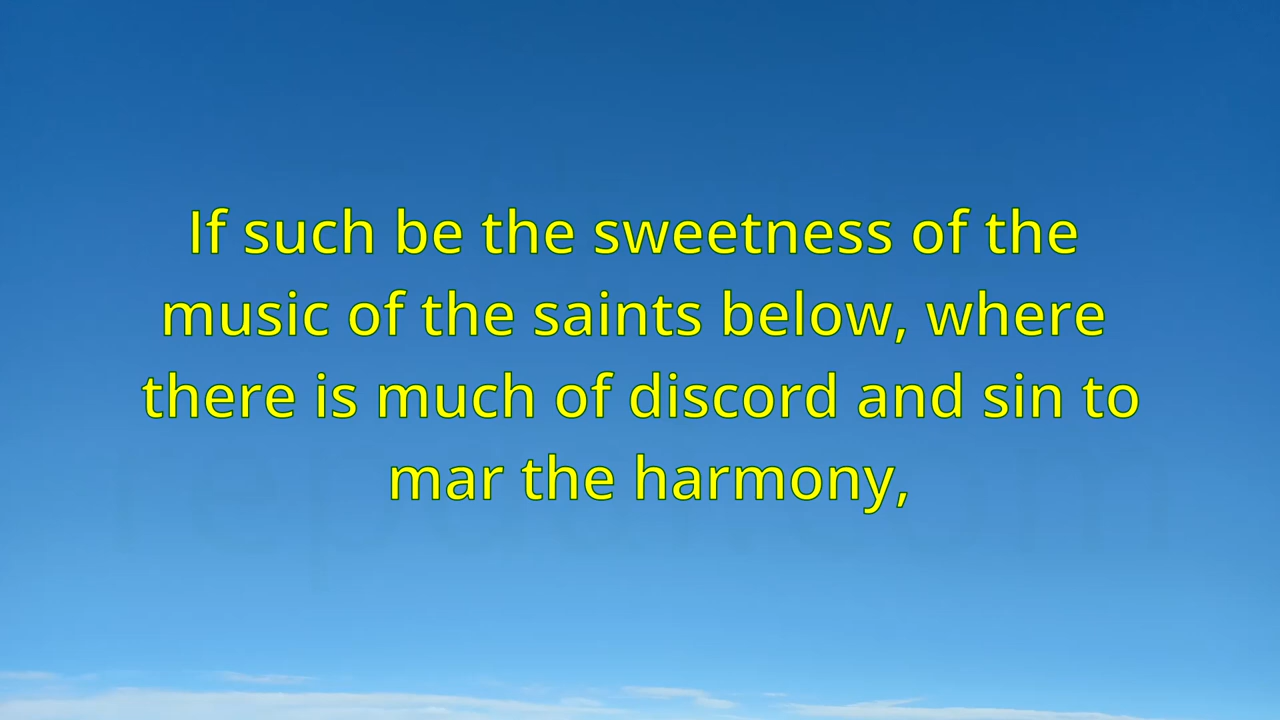 If such be the sweetness of the
music of the saints below, where
there is much of discord and sin to
mar the harmony,